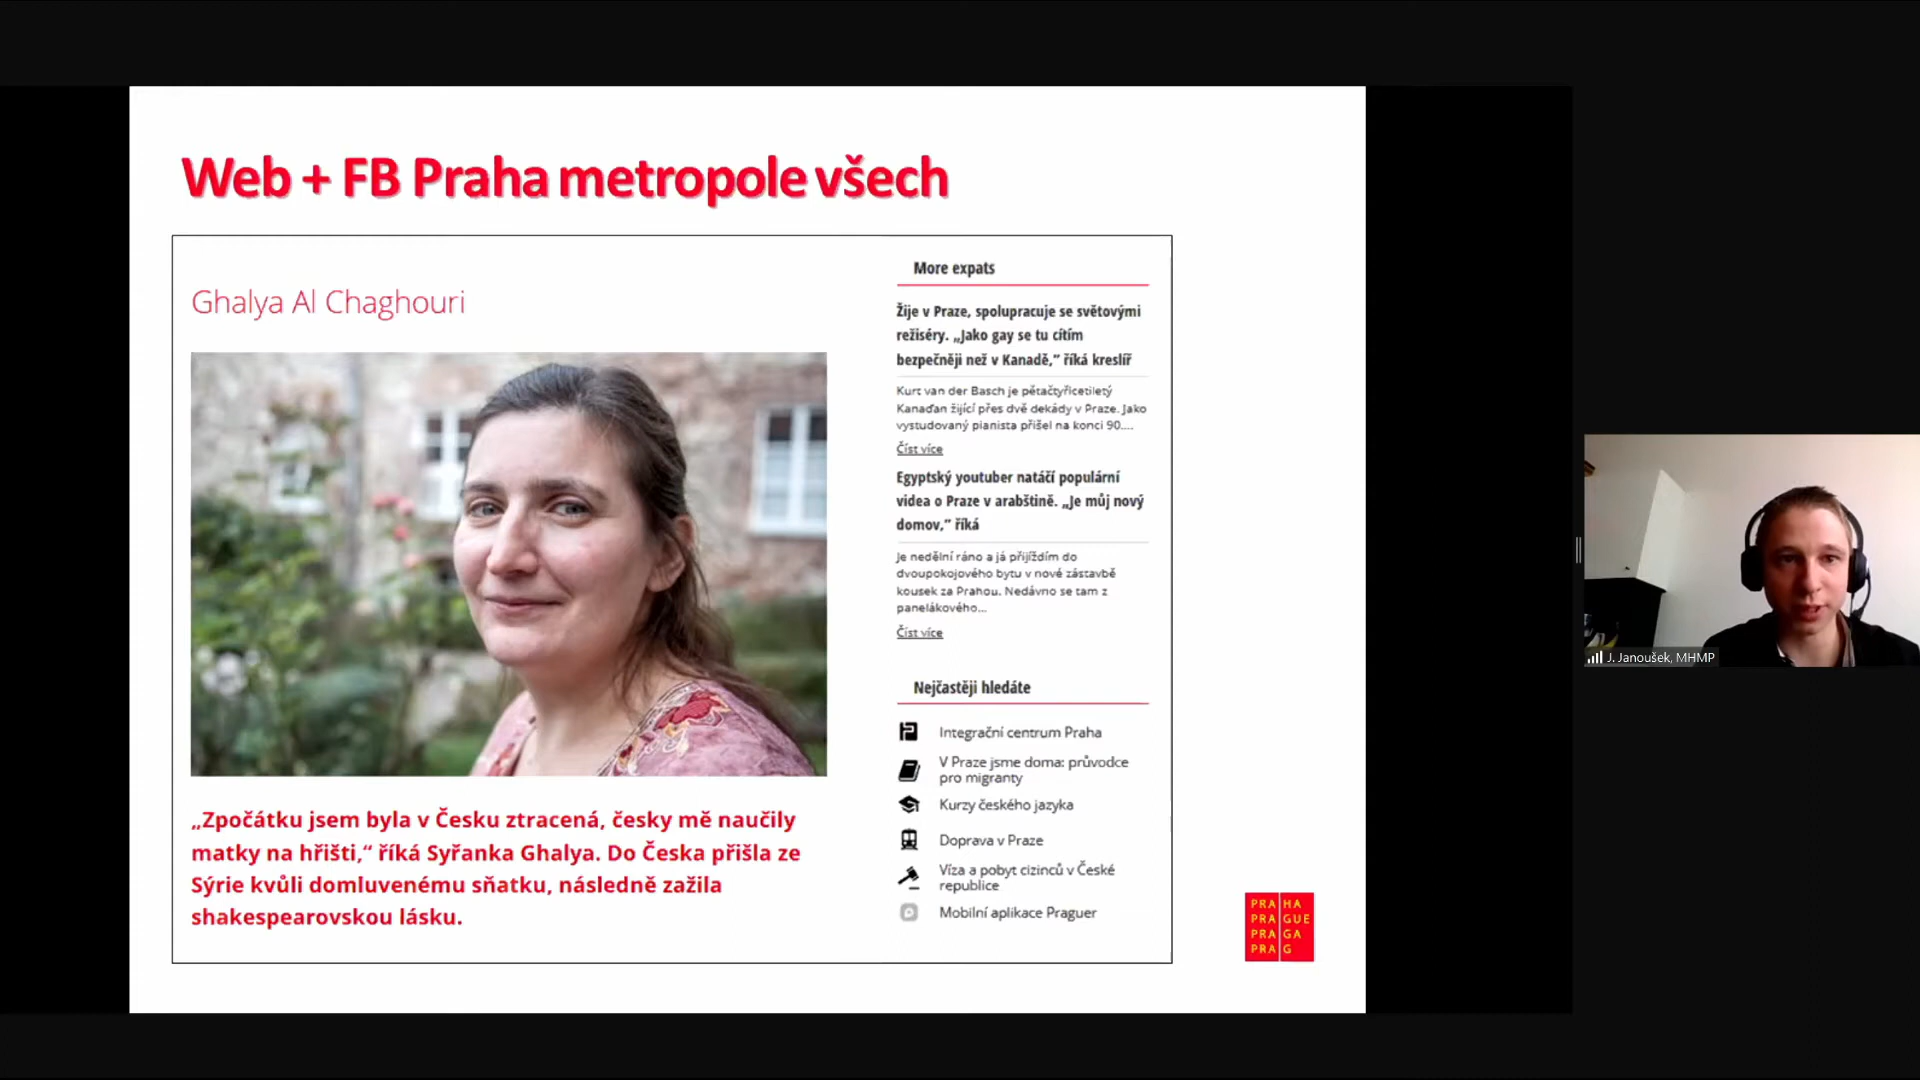 Web + FB Praha metropole všech
Ghalya Al Chaghouri
„Zpočátku jsem byla v Česku ztracená, česky mě naučily
matky na hřišti,“ říká Syřanka Ghalya. Do Česka přišla ze
Sýrie kvůli domluvenému sňatku, následně zažila
shakespearovskou lásku.
More expats
Žije v Praze, spolupracuje se světovými
režiséry. „Jako gay se tu cítím
bezpečněji než v Kanadě,” říká kreslíř
Kurt van der Basch je pětačtyřicetiletý
Kanaďan žijící přes dvě dekády v Praze. Jako
vystudovaný pianista přišel na konci 90....
Číst více
Egyptský youtuber natáčí populární
videa o Praze v arabštině. „Je můj nový
domov,” říká
Je nedělní ráno a já přijíždím do
dvoupokojového bytu v nové zástavbě
kousek za Prahou. Nedávno se tam z
panelákového...
Číst více
Nejčastěji hledáte
Integrační centrum Praha
V Praze jsme doma: průvodce
pro migranty
Kurzy českého jazyka
Doprava v Praze
Víza a pobyt cizinců v České
republice
Mobilní aplikace Praguer
PRA HA
PRA GUE
PRA GA
PRA G
J. Janoušek, MHMP